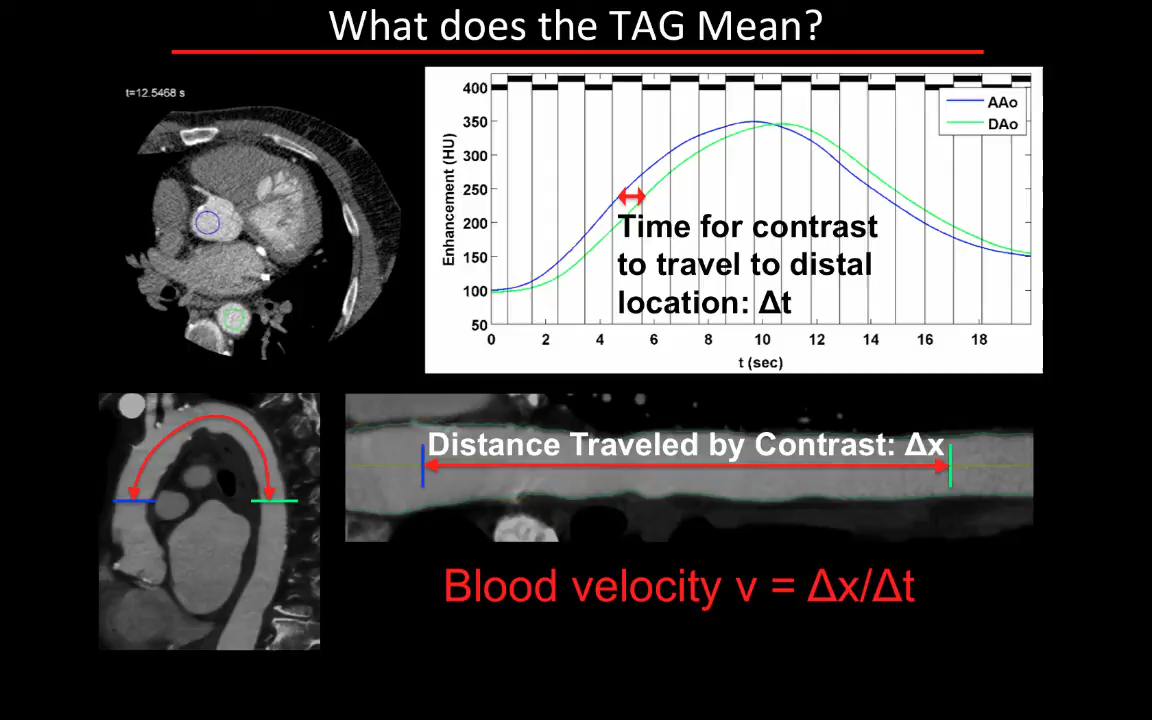 What does the TAG Mean?
t=12.5468 s
400
350
300
250
200
150
100
50
Enhancement (HU)
AAo
DAo
Time for contrast
to travel to distal
location: Δt
0 2 4 6 8 10 12 14 16 18
t (sec)
Distance Traveled by Contrast: Δx
Blood velocity v = Δx/Δt